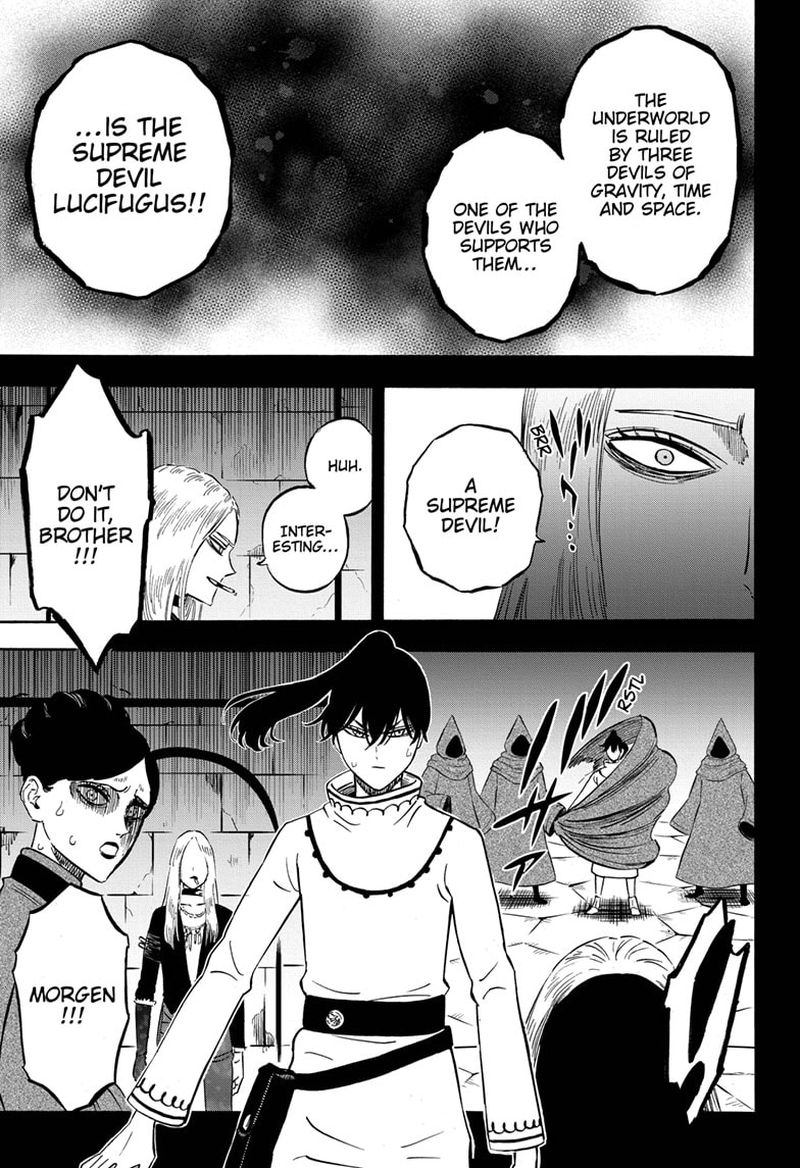 THE
UNDERWORLD
IS RULED
BY THREE
DEVILS OF
GRAVITY, TIME
AND SPACE.
ONE OF THE
DEVILS WHO
SUPPORTS
THEM...
...IS THE
SUPREME
DEVIL
LUCIFUGUS!!
BRR
A
SUPREME
DEVIL!
HUH.
INTER-
ESTING...
DON'T
DO IT,
BROTHER
!!!
RSTL
MORGEN
!!!